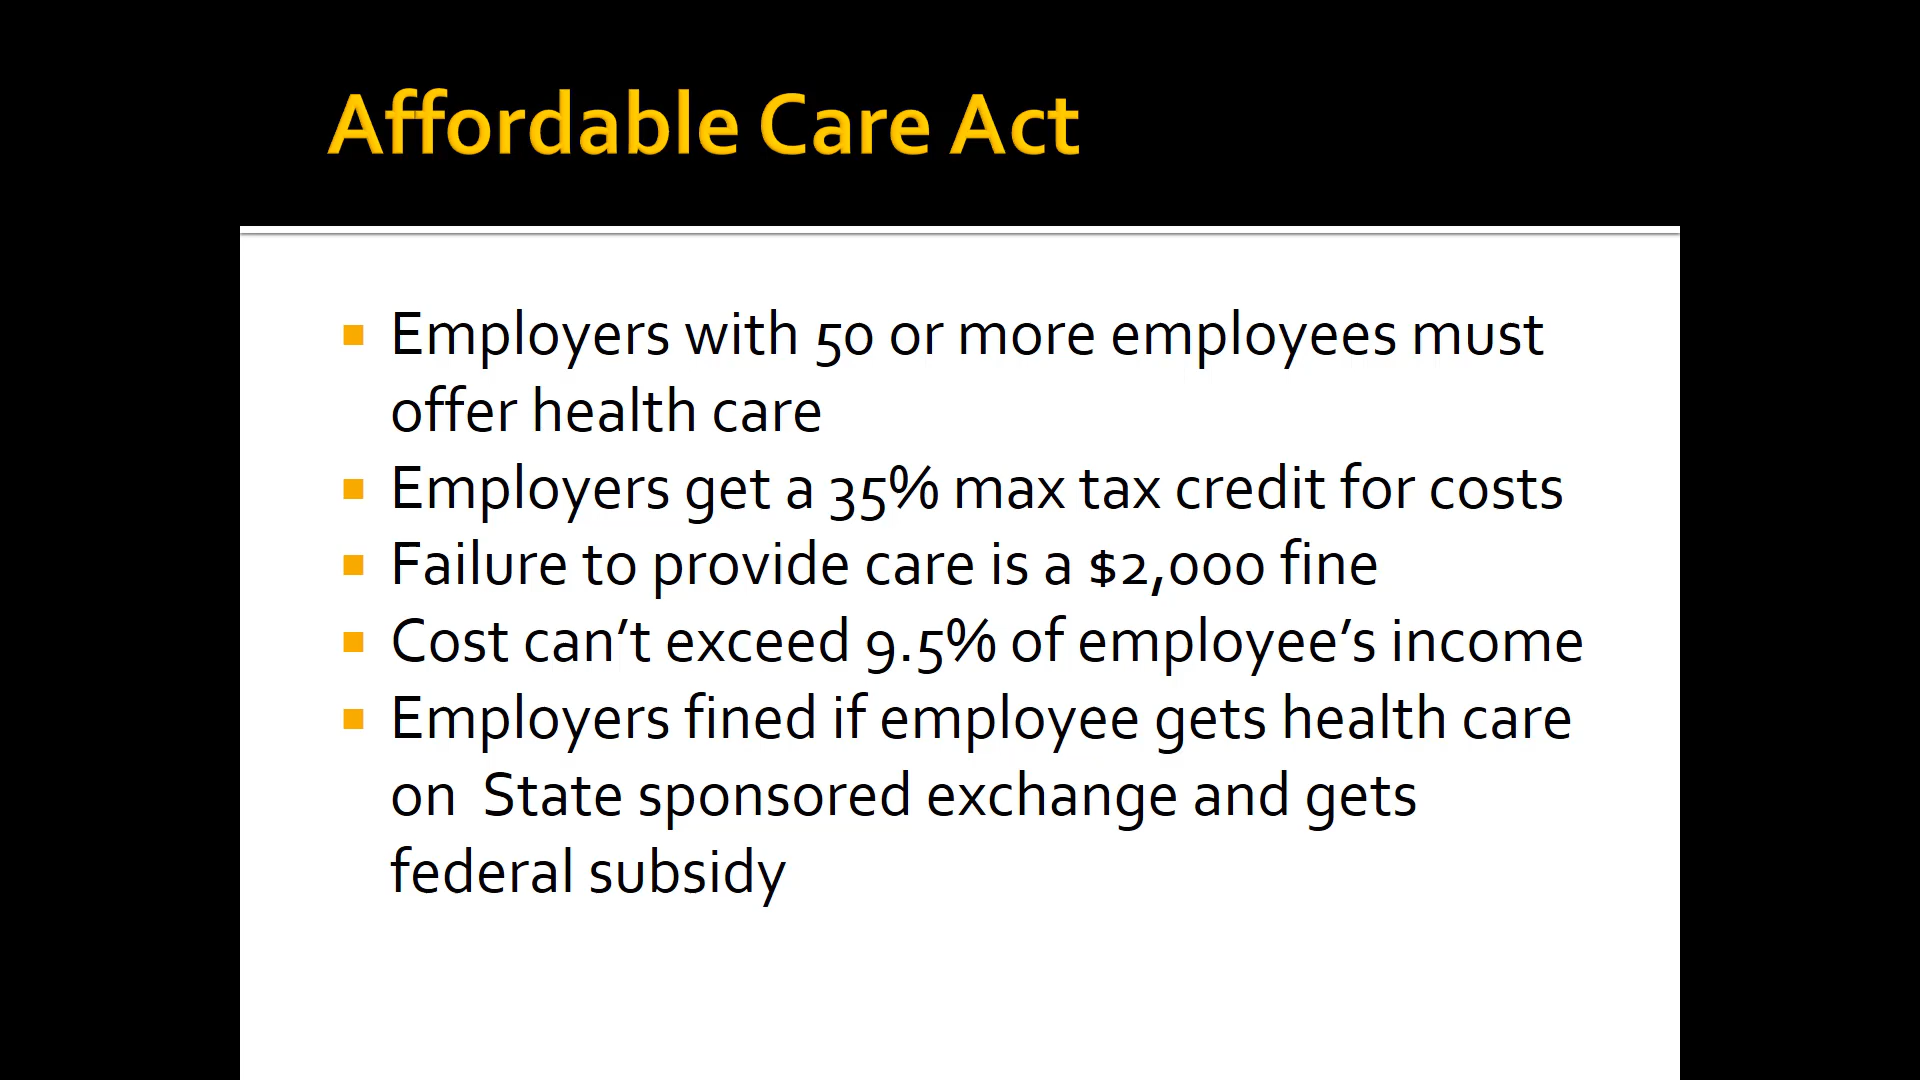 Affordable Care Act
Employers with 50 or more employees must
offer health care
Employers get a 35% max tax credit for costs
Failure to provide care is a $2,000 fine
Cost can’t exceed 9.5% of employee’s income
Employers fined if employee gets health care
on  State sponsored exchange and gets
federal subsidy